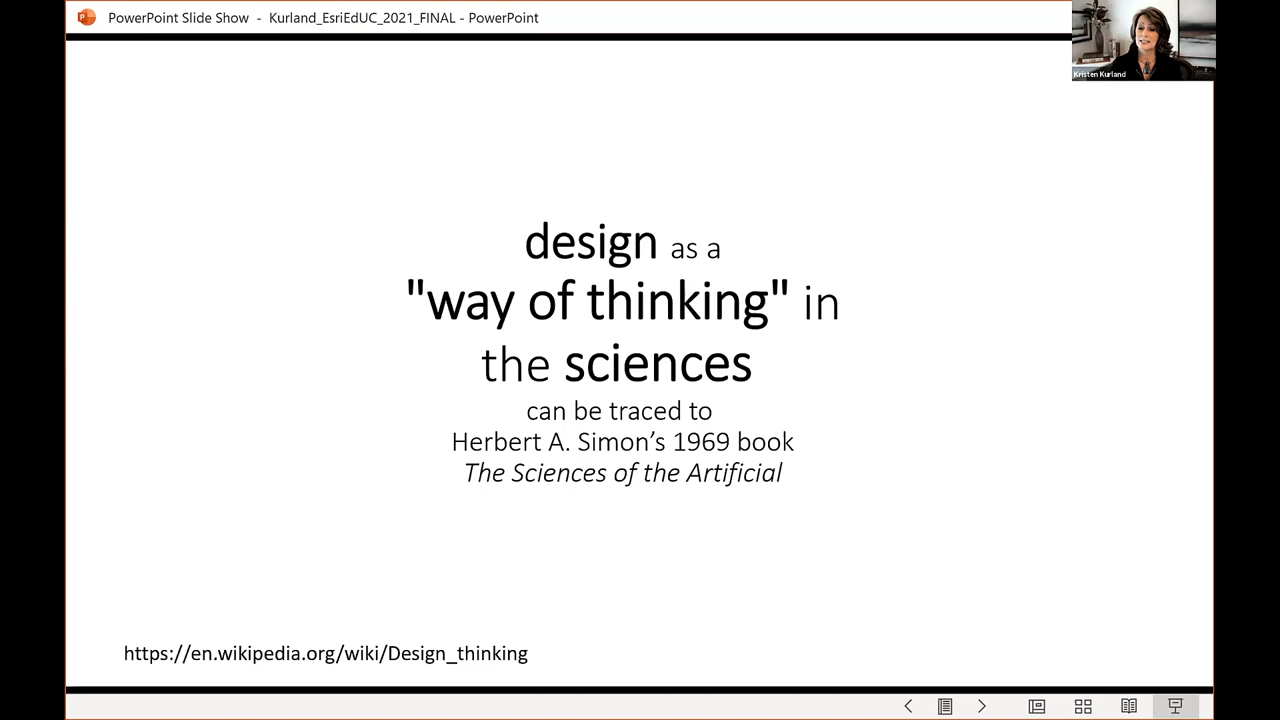 PowerPoint Slide Show - Kurland_EsriEdUC_2021_FINAL - PowerPoint
Kristen Kurland
design as a
"way of thinking" in
the sciences
can be traced to
Herbert A. Simon’s 1969 book
The Sciences of the Artificial
https://en.wikipedia.org/wiki/Design_thinking